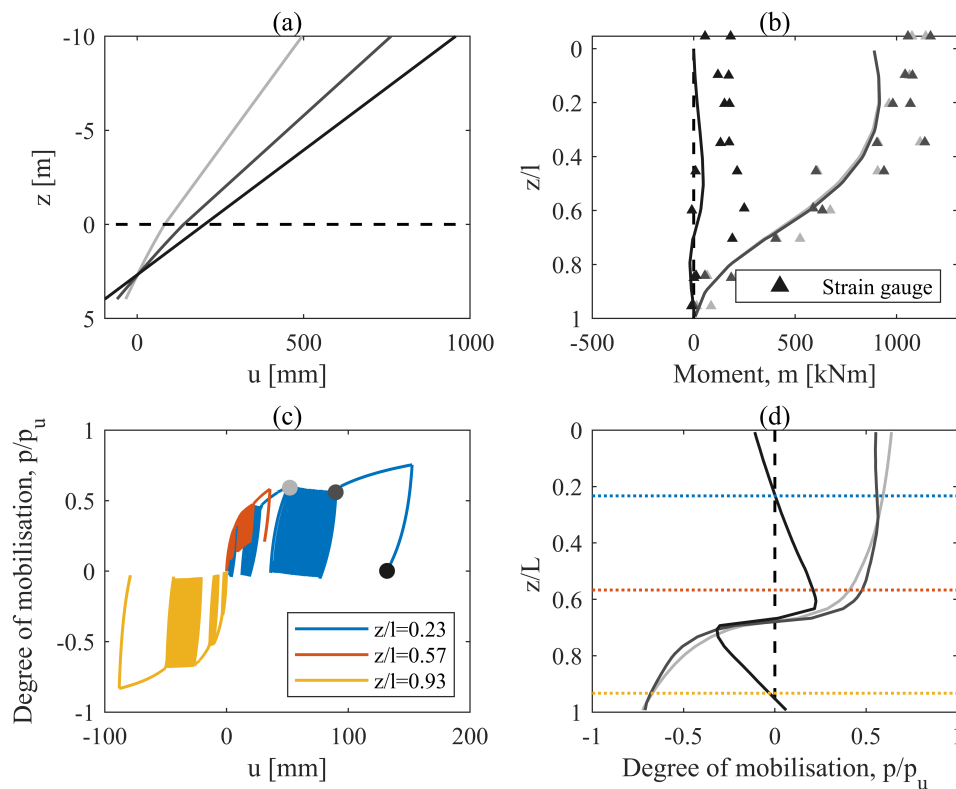 (a)
-10
-5
0
5
z [m]
0
500
1000
u [mm]
(b)
0
0.2
0.4
0.6
0.8
1
z/l
Strain gauge
-500
0
500
1000
Moment, m [kNm]
(c)
1
0.5
0
-0.5
-1
Degree of mobilisation, p/pu
z/l=0.23
z/l=0.57
z/l=0.93
-100
0
100
200
u [mm]
(d)
0
0.2
0.4
0.6
0.8
1
z/L
-1
-0.5
0
0.5
1
Degree of mobilisation, p/pu